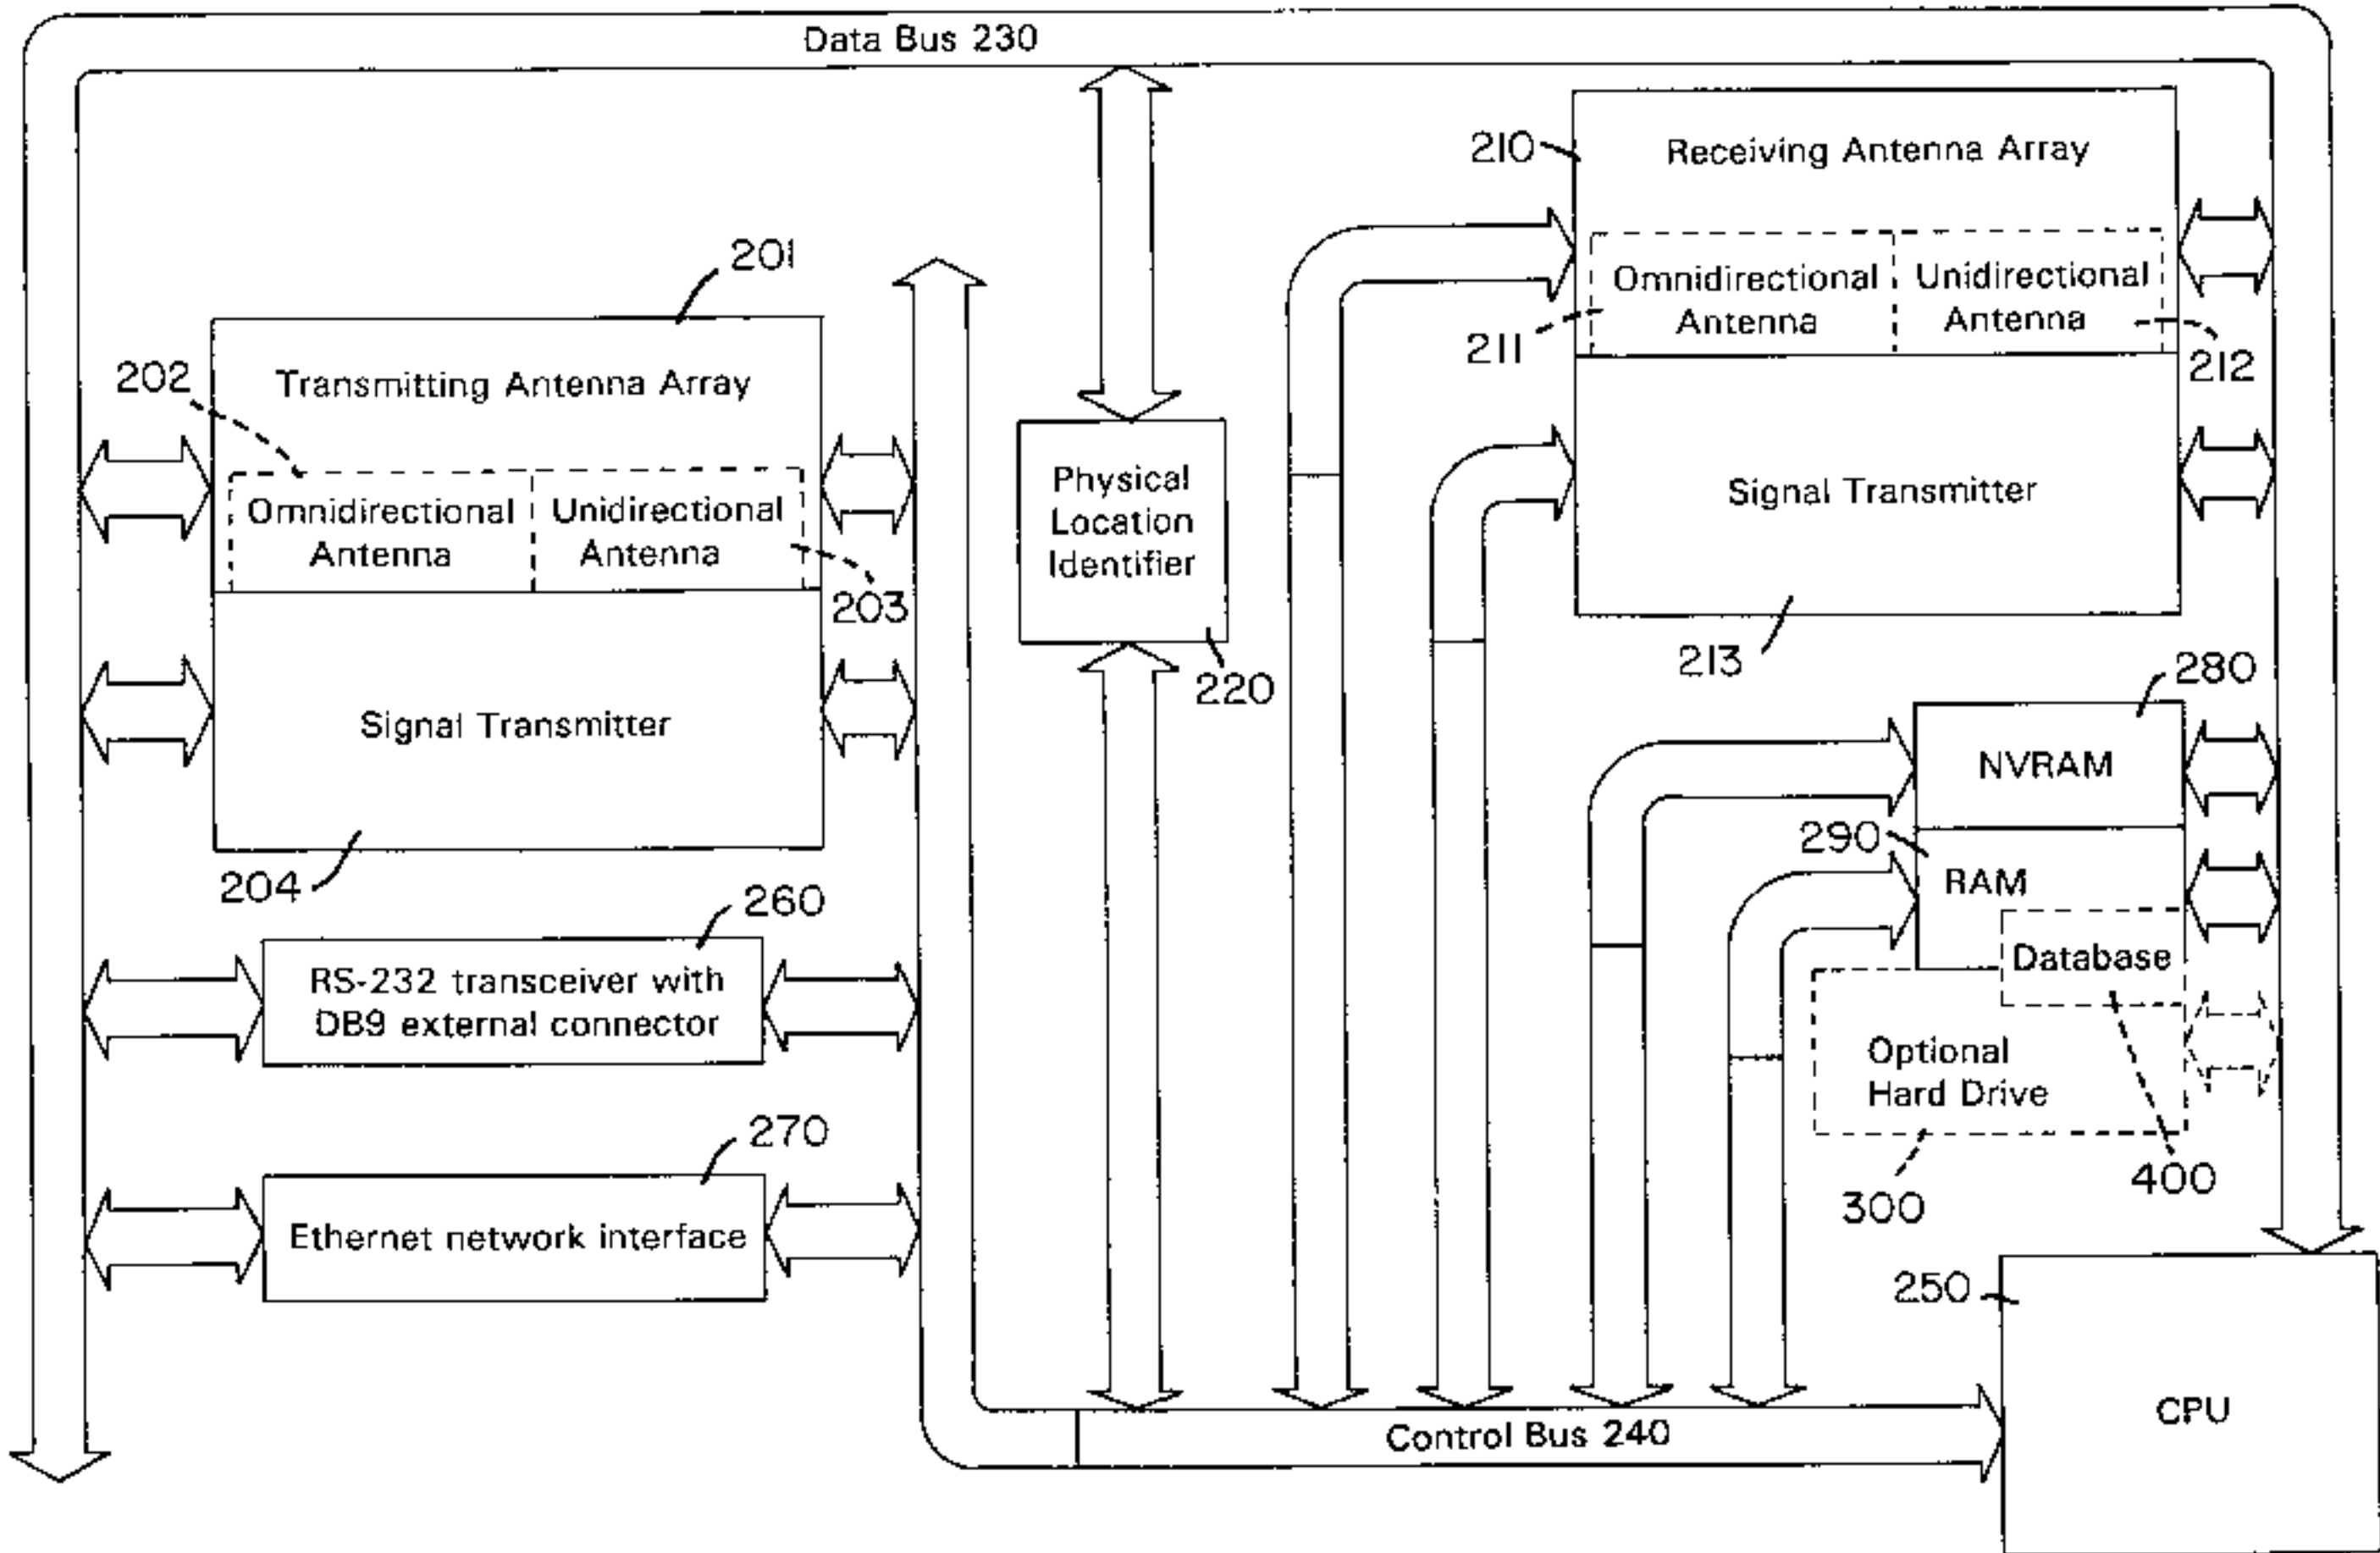 Data Bus 230
210
Receiving Antenna Array
Omnidirectional
Antenna
Unidirectional
Antenna
211
212
Signal Transmitter
213
201
202
Transmitting Antenna Array
Omnidirectional
Antenna
Unidirectional
Antenna
203
Signal Transmitter
204
Physical
Location
Identifier
220
280
NVRAM
290
RAM
Database
Optional
Hard Drive
300
400
260
RS-232 transceiver with
DB9 external connector
270
Ethernet network interface
250
CPU
Control Bus 240